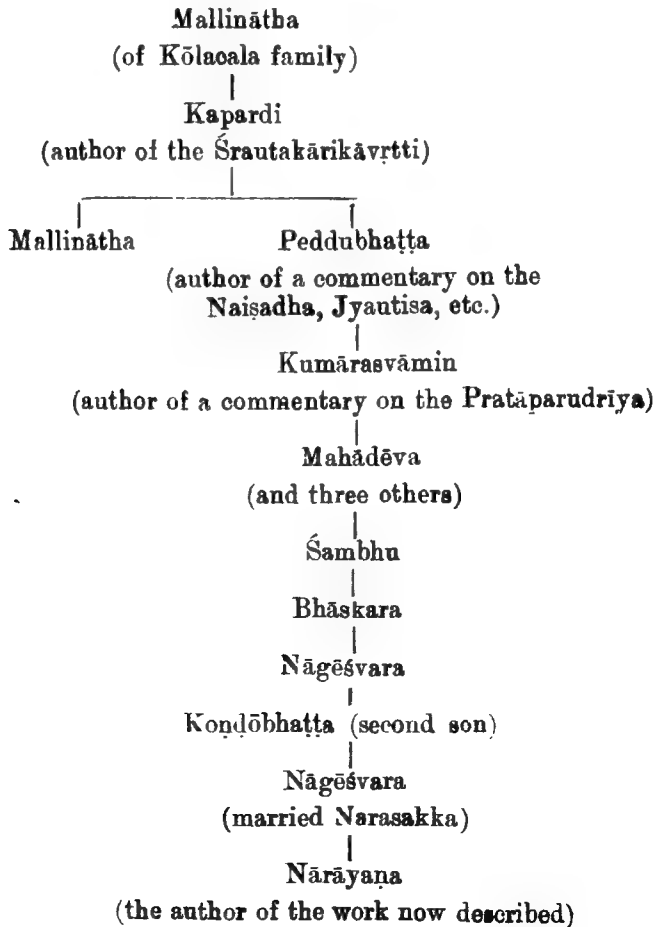 Mallinātha
(of Kōlacala family)
Kapardi
(author of the Śrautakārikāvṛtti)
Mallinātha Peddubhaṭṭa
(author of a commentary on the
Naiṣadha, Jyautiṣa, etc.)
Kumārasvāmin
(author of a commentary on the Pratāparudrīya)
Mahādēva
(and three others)
Śambhu
Bhāskara
Nāgēśvara
Koṇḍōbhaṭṭa (second son)
Nāgēśvara
(married Narasakka)
Nārāyaṇa
(the author of the work now described)